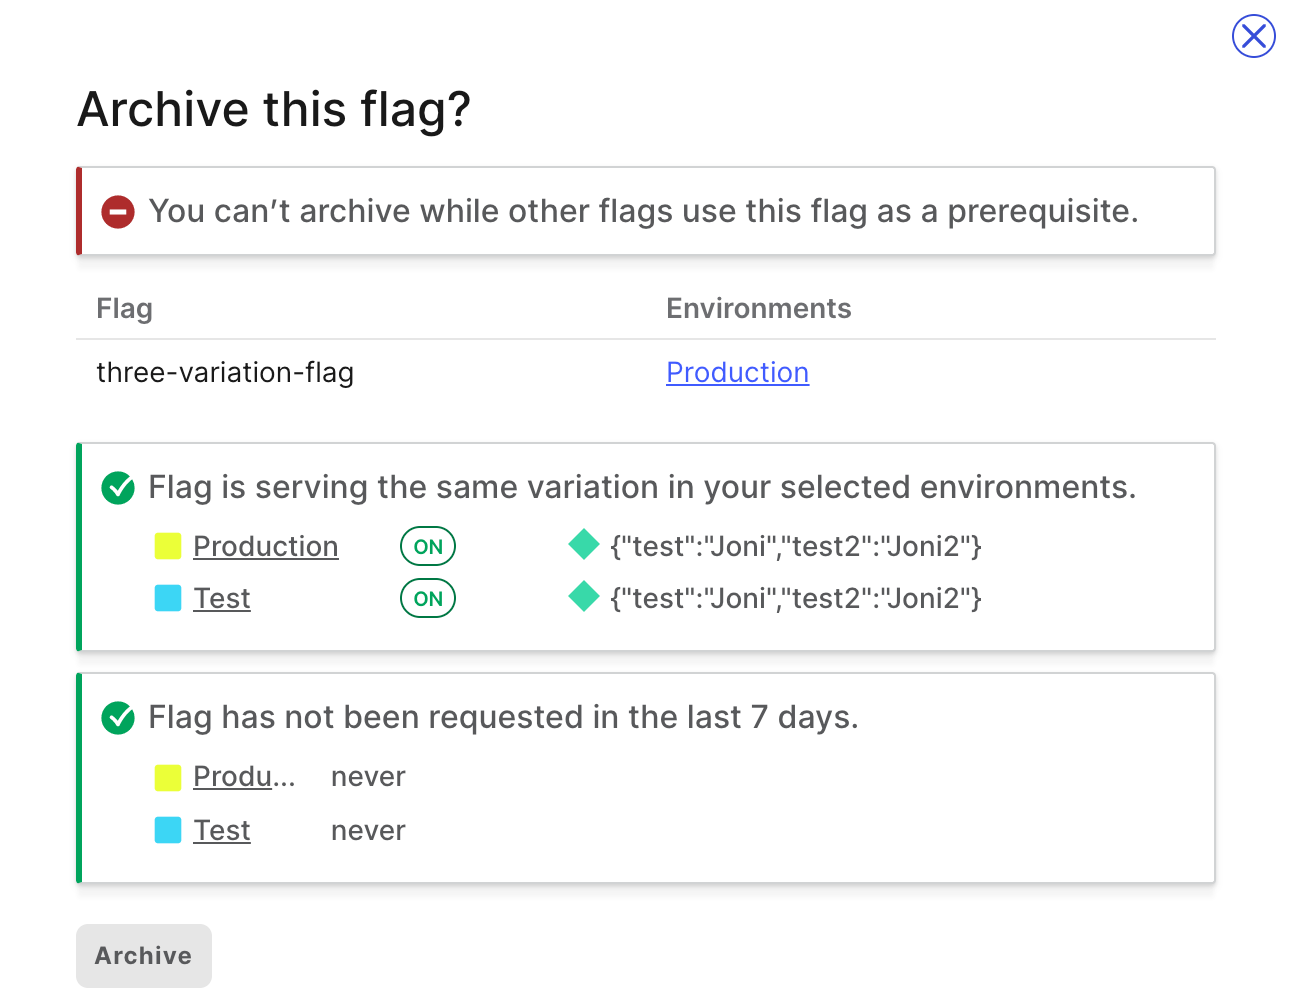 Archive this flag?
You can’t archive while other flags use this flag as a prerequisite.
Flag Environments
three-variation-flag Production
Flag is serving the same variation in your selected environments.
Production ON {"test":"Joni","test2":"Joni2"}
Test ON {"test":"Joni","test2":"Joni2"}
Flag has not been requested in the last 7 days.
Produ... never
Test never
Archive